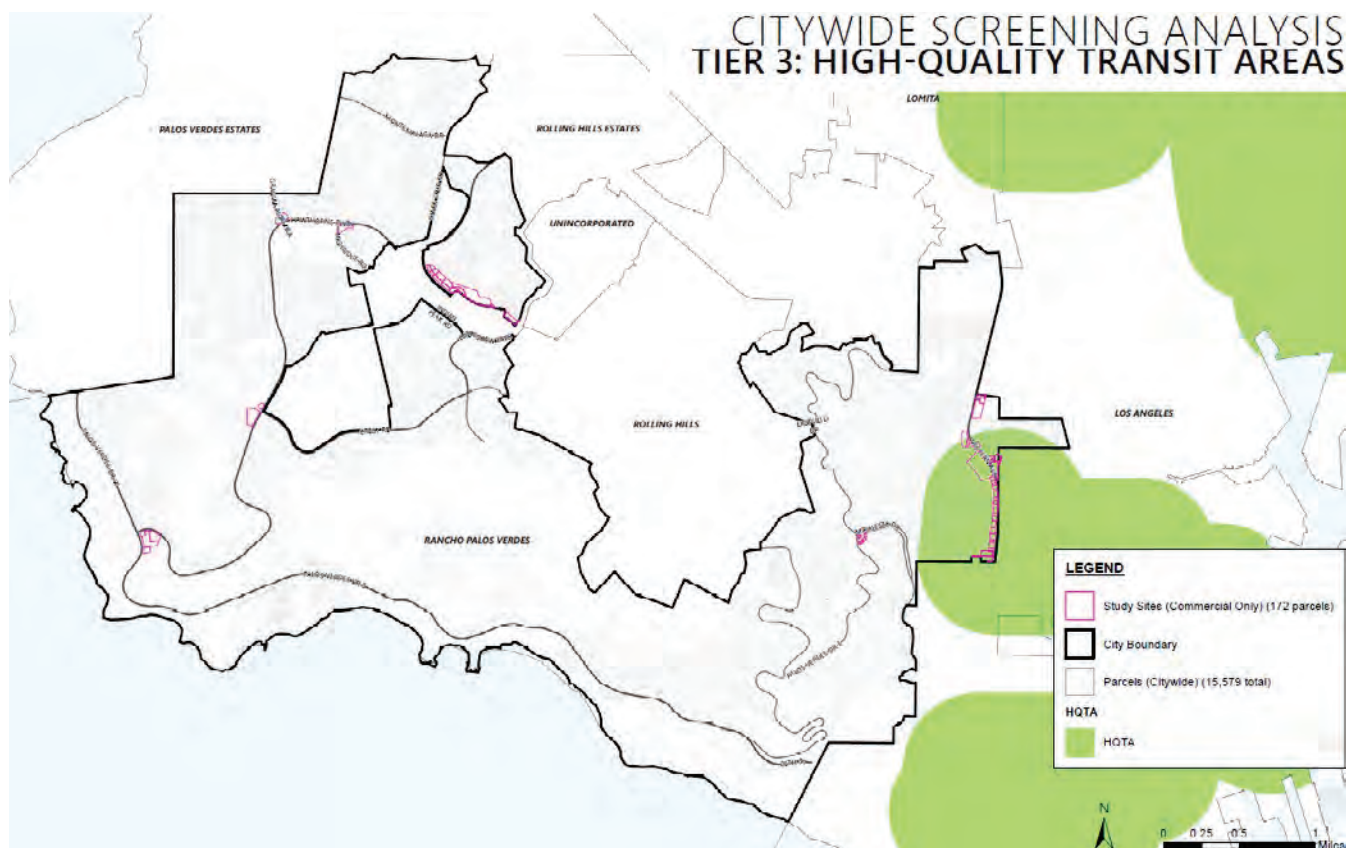 CITYWIDE SCREENING ANALYSIS
TIER 3: HIGH-QUALITY TRANSIT AREAS
LOMITA
PALOS VERDES ESTATES
ROLLING HILLS ESTATES
UNINCORPORATED
LOS ANGELES
ROLLING HILLS
RANCHO PALOS VERDES
LEGEND
Study Sites (Commercial Only) (172 parcels)
City Boundary
Parcels (Citywide) (15,579 total)
HQTA
HQTA
N
0 0.25 0.5 1
Miles